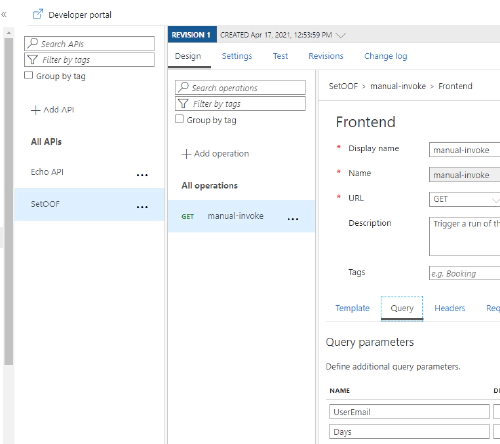 Developer portal
Search APIs
Filter by tags
Group by tag
Add API
All APIs
Echo API
SetOOF
REVISION 1 CREATED Apr 17, 2021, 12:53:59 PM
Design Settings Test Revisions Change log
Search operations
Filter by tags
Group by tag
Add operation
All operations
GET manual-invoke
SetOOF > manual-invoke > Frontend
Frontend
* Display name manual-invoke
* Name manual-invoke
* URL GET
Description Trigger a run of th
Tags e.g. Booking
Template Query Headers Req
Query parameters
Define additional query parameters.
NAME
UserEmail
Days